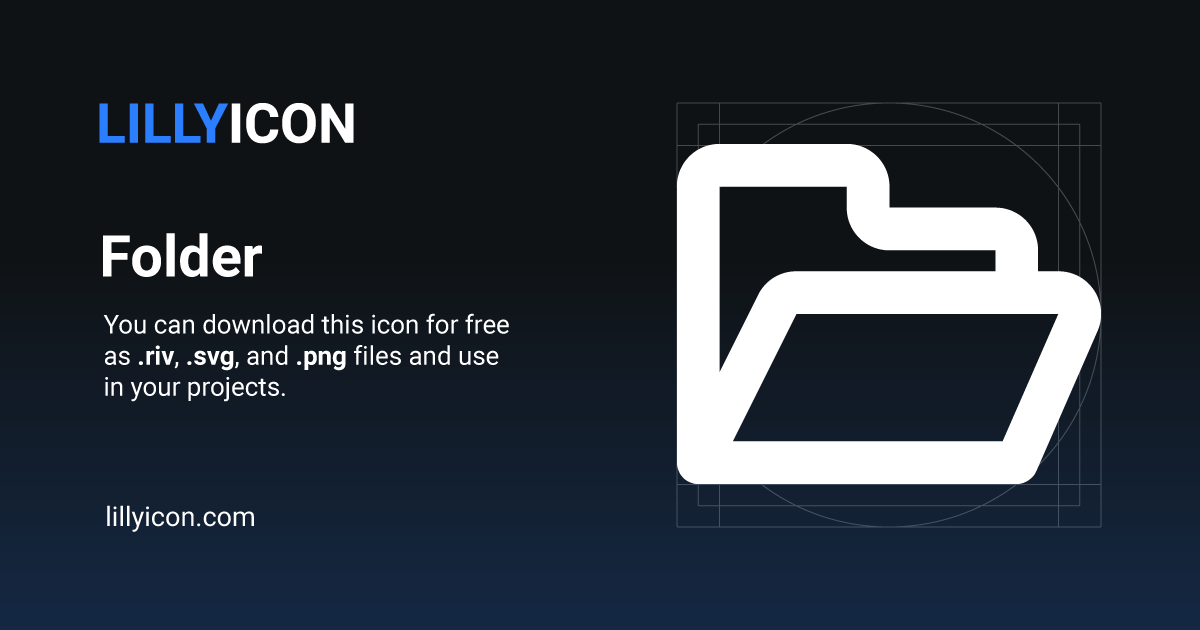 LILLYICON
Folder
You can download this icon for free
as .riv, .svg, and .png files and use
in your projects.
lillyicon.com